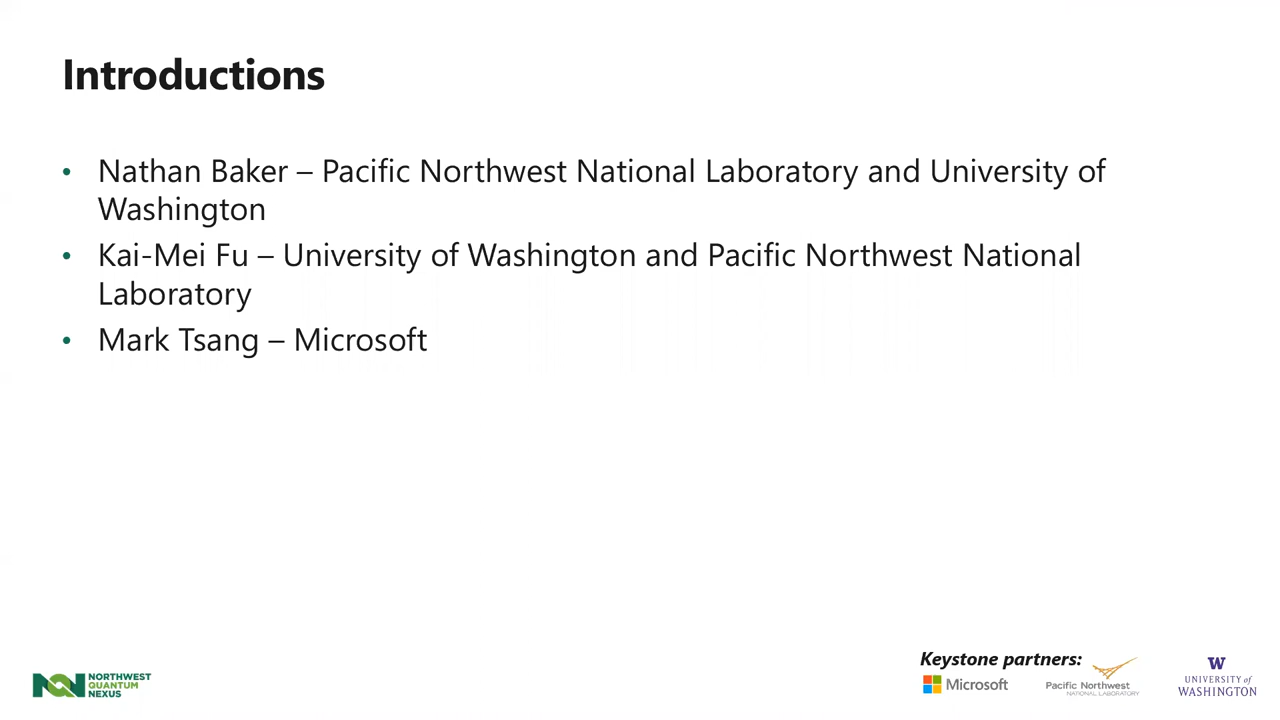 Introductions
• Nathan Baker – Pacific Northwest National Laboratory and University of
Washington
• Kai-Mei Fu – University of Washington and Pacific Northwest National
Laboratory
• Mark Tsang – Microsoft
Keystone partners:
NORTHWEST
QUANTUM
NEXUS
Microsoft
Pacific Northwest
NATIONAL LABORATORY
W
UNIVERSITY of
WASHINGTON